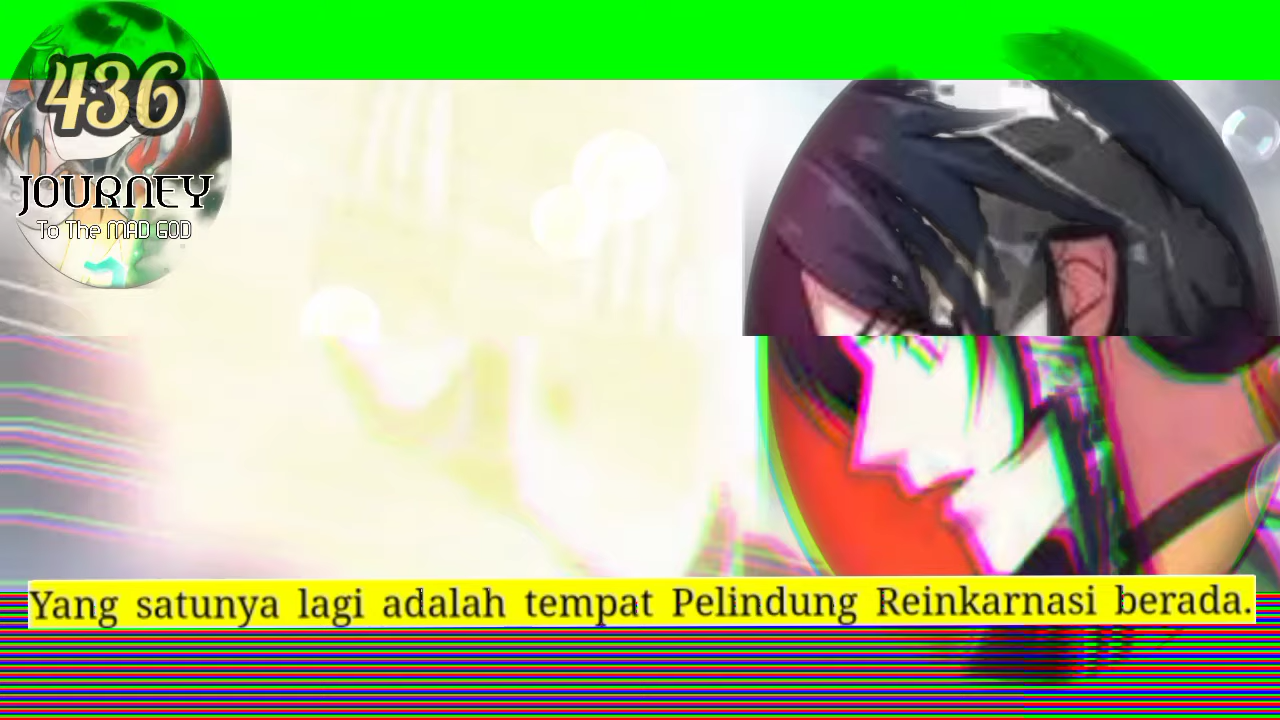 436
JOURNEY
To The MAD GOD
Yang satunya lagi adalah tempat Pelindung Reinkarnasi berada.